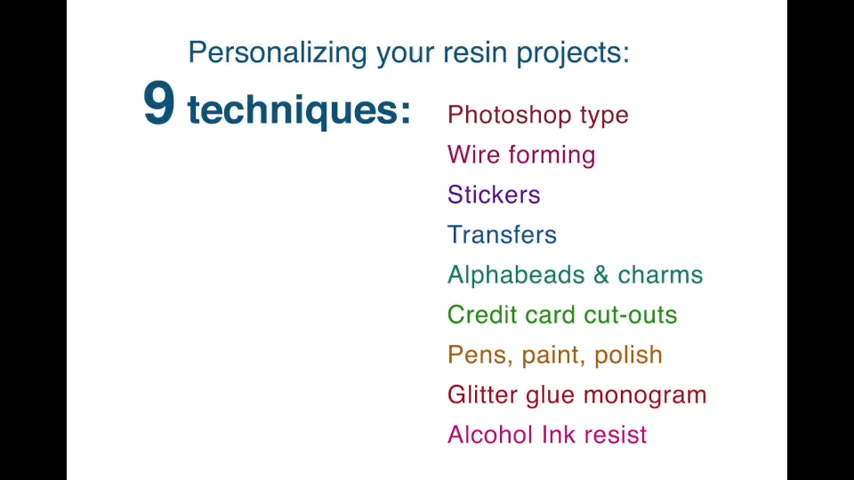 Personalizing your resin projects:
9 techniques:
Photoshop type
Wire forming
Stickers
Transfers
Alphabeads & charms
Credit card cut-outs
Pens, paint, polish
Glitter glue monogram
Alcohol Ink resist